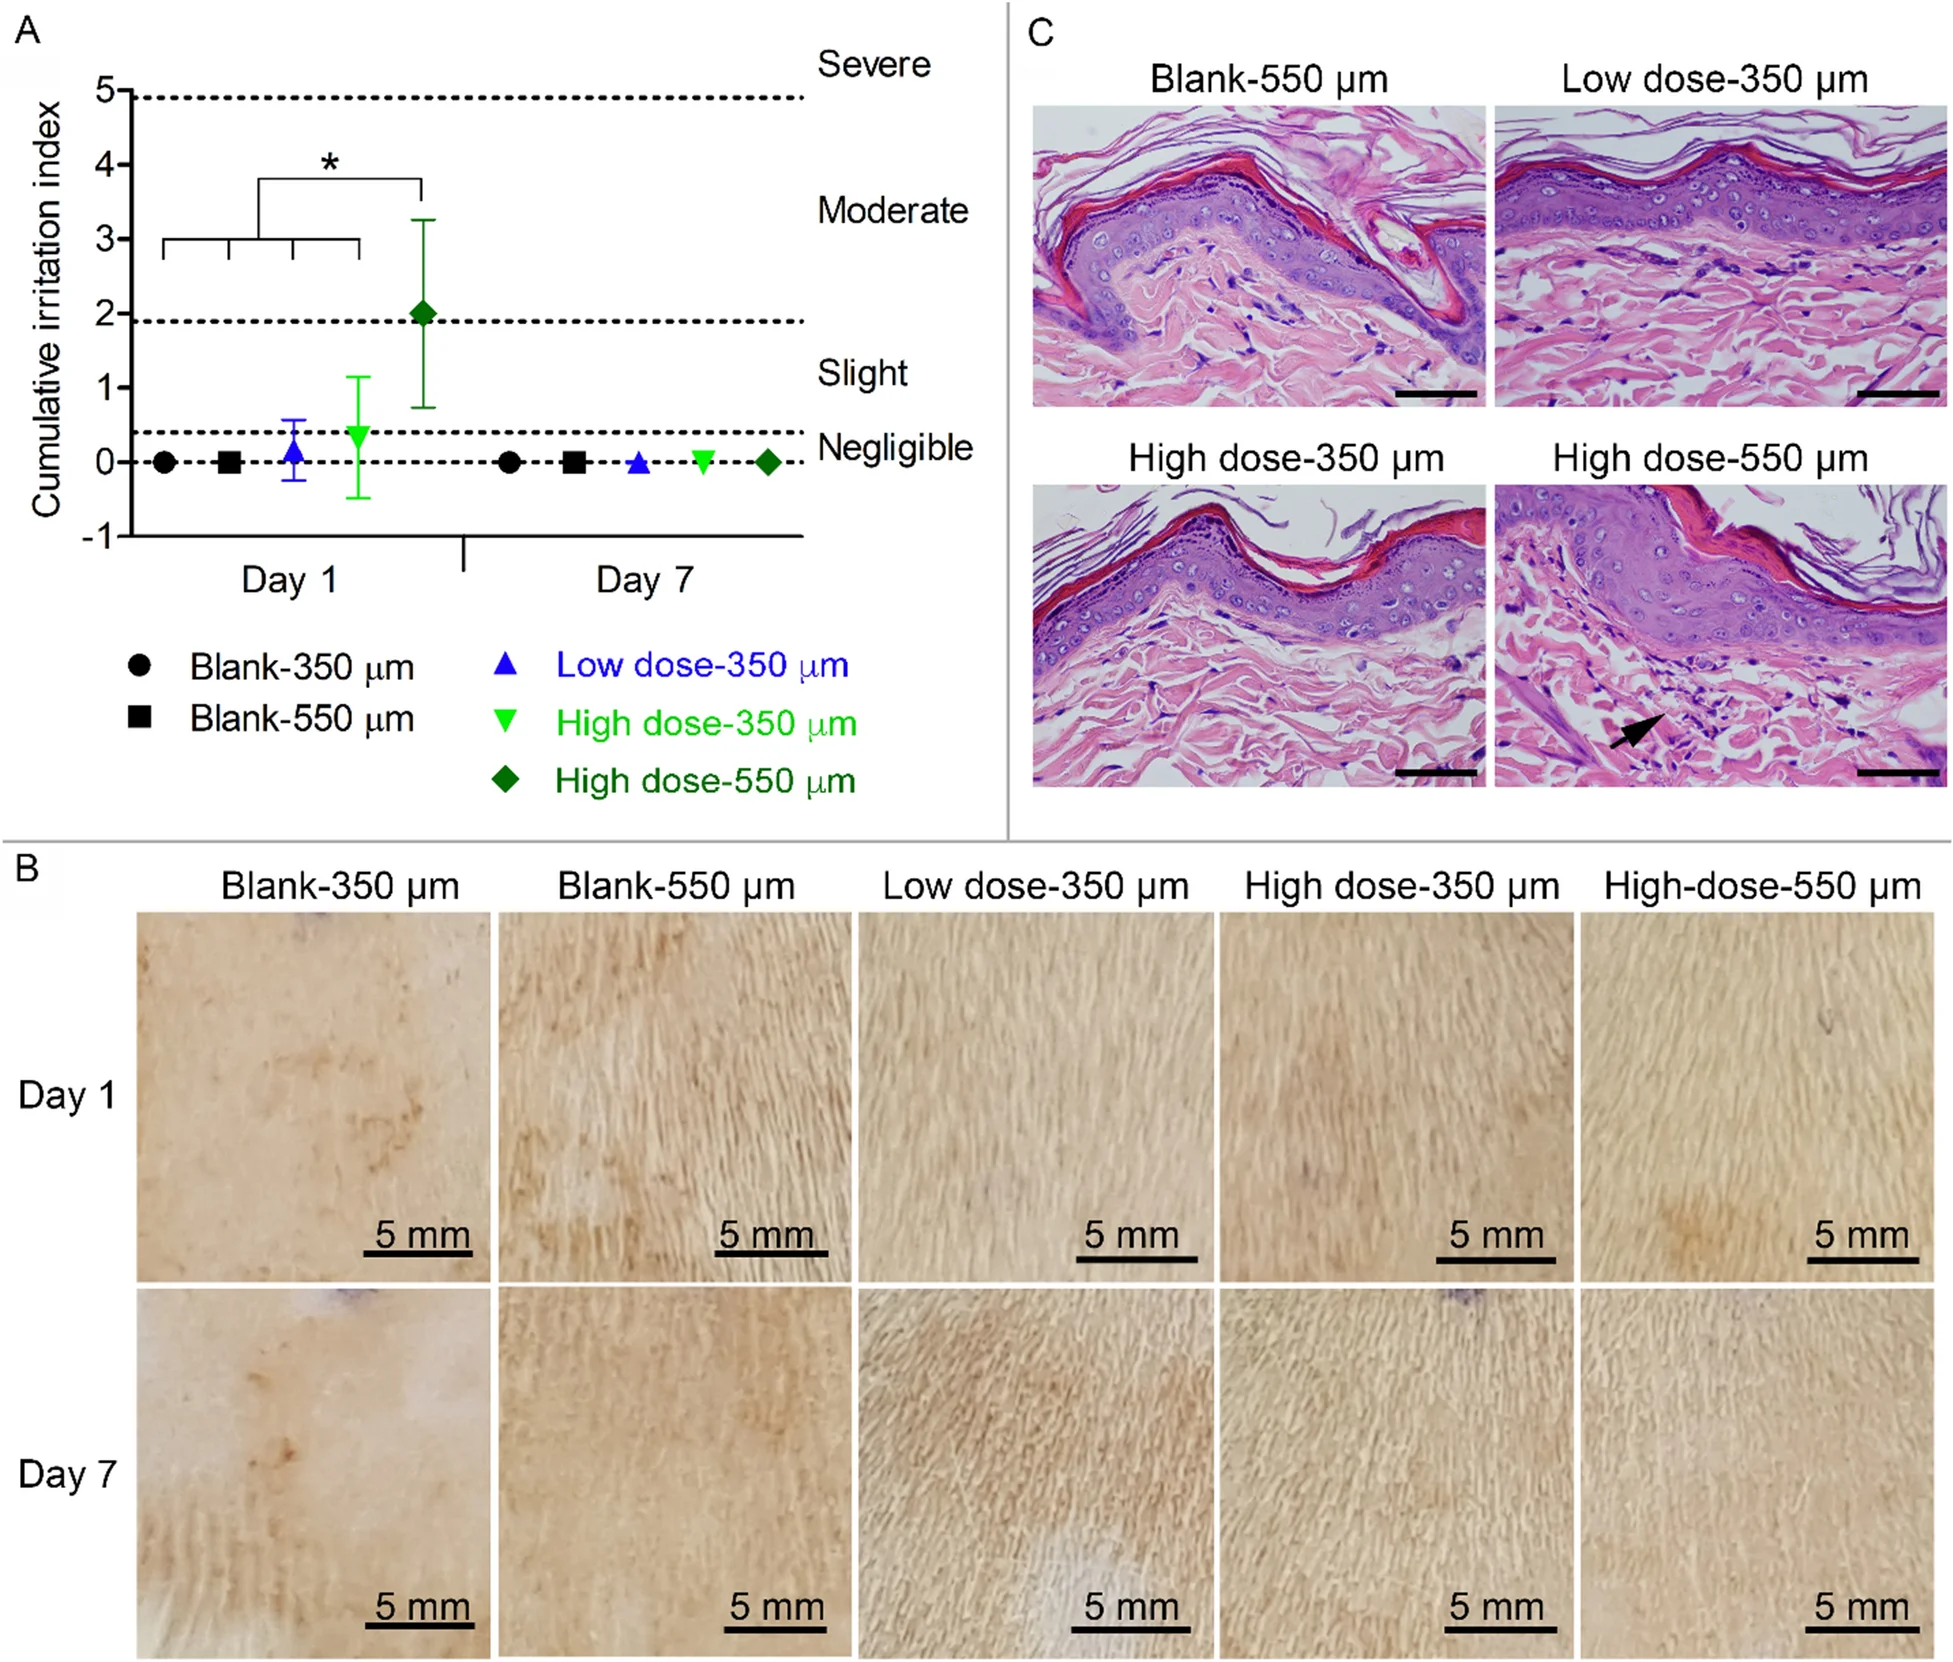 A
Cumulative irritation index
5
4
3
2
1
0
-1
*
Severe
Moderate
Slight
Negligible
Day 1
Day 7
Blank-350 μm
Blank-550 μm
Low dose-350 μm
High dose-350 μm
High dose-550 μm
C
Blank-550 μm
Low dose-350 μm
High dose-350 μm
High dose-550 μm
B
Blank-350 μm
Blank-550 μm
Low dose-350 μm
High dose-350 μm
High-dose-550 μm
Day 1
5 mm
5 mm
5 mm
5 mm
5 mm
Day 7
5 mm
5 mm
5 mm
5 mm
5 mm